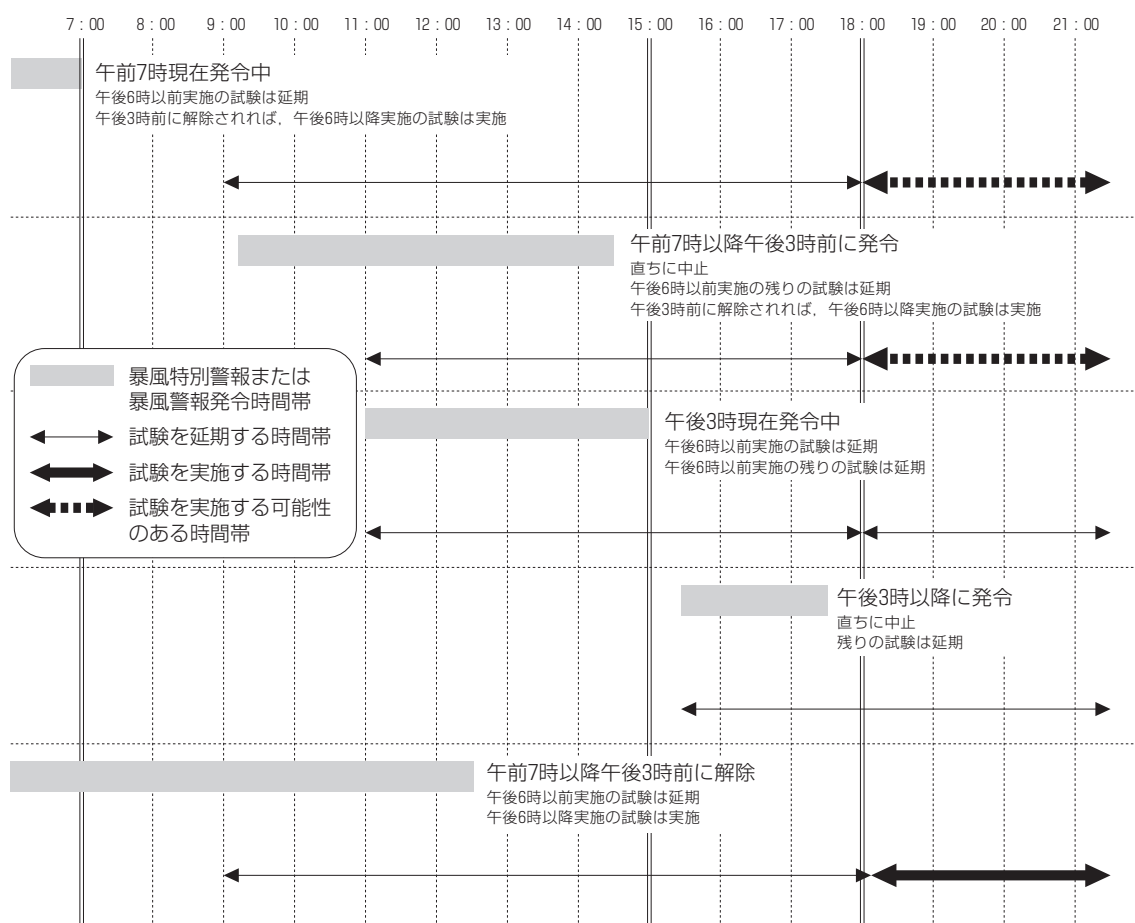 7：00 8：00 9：00 10：00 11：00 12：00 13：00 14：00 15：00 16：00 17：00 18：00 19：00 20：00 21：00
午前7時現在発令中
午後6時以前実施の試験は延期
午後3時前に解除されれば，午後6時以降実施の試験は実施
午前7時以降午後3時前に発令
直ちに中止
午後6時以前実施の残りの試験は延期
午後3時前に解除されれば，午後6時以降実施の試験は実施
暴風特別警報または
暴風警報発令時間帯
試験を延期する時間帯
試験を実施する時間帯
試験を実施する可能性
のある時間帯
午後3時現在発令中
午後6時以前実施の試験は延期
午後6時以前実施の残りの試験は延期
午後3時以降に発令
直ちに中止
残りの試験は延期
午前7時以降午後3時前に解除
午後6時以前実施の試験は延期
午後6時以降実施の試験は実施